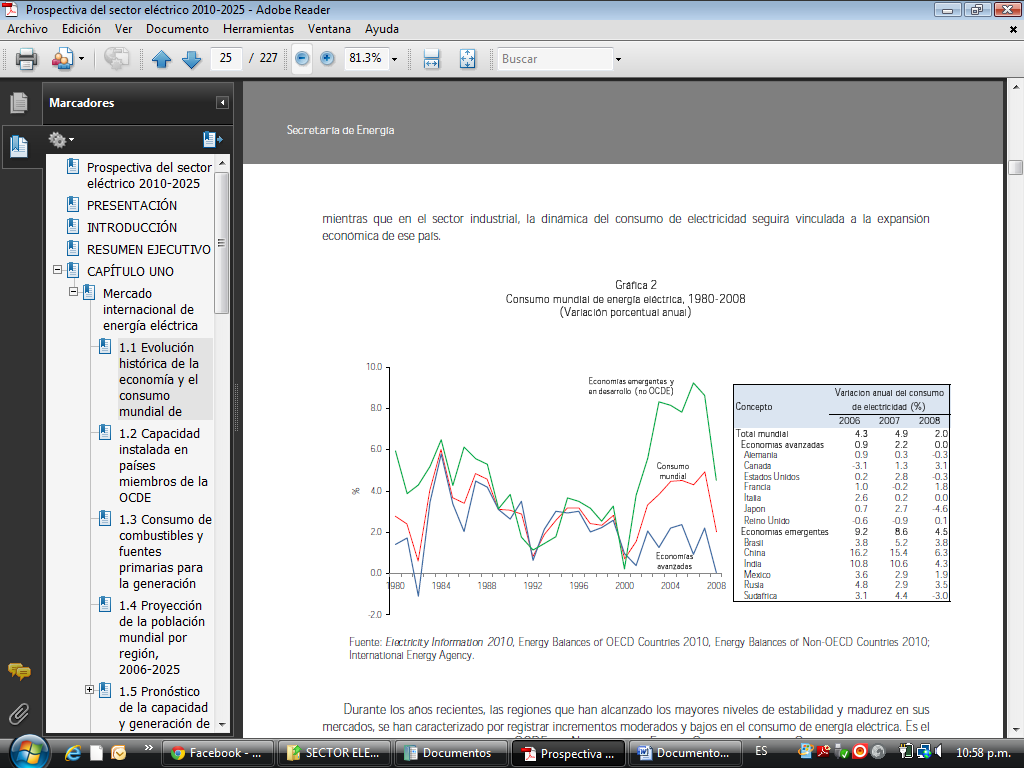 Prospectiva del sector eléctrico 2010-2025 - Adobe Reader
Archivo Edición Ver Documento Herramientas Ventana Ayuda
25 / 227 81.3% Buscar
Marcadores
Prospectiva del sector
eléctrico 2010-2025
PRESENTACIÓN
INTRODUCCIÓN
RESUMEN EJECUTIVO
CAPÍTULO UNO
Mercado
internacional de
energía eléctrica
1.1 Evolución
histórica de la
economía y el
consumo
mundial de
1.2 Capacidad
instalada en
países
miembros de la
OCDE
1.3 Consumo de
combustibles y
fuentes
primarias para
la generación
1.4 Proyección
de la población
mundial por
región,
2006-2025
1.5 Pronóstico
de la capacidad
y generación de
Secretaría de Energía
mientras que en el sector industrial, la dinámica del consumo de electricidad seguirá vinculada a la expansión
económica de ese país.
Gráfica 2
Consumo mundial de energía eléctrica, 1980-2008
(Variación porcentual anual)
10.0
8.0
6.0
4.0
2.0
0.0
-2.0
%
1980 1984 1988 1992 1996 2000 2004 2008
Economías emergentes y
en desarrollo (no OCDE)
Consumo
mundial
Economías
avanzadas
Concepto
Variación anual del consumo
de electricidad (%)
2006 2007 2008
Total mundial 4.3 4.9 2.0
Economías avanzadas 0.9 2.2 0.0
Alemania 0.9 0.3 -0.3
Canada -3.1 1.3 3.1
Estados Unidos 0.2 2.8 -0.3
Francia 1.0 -0.2 1.8
Italia 2.6 0.2 0.0
Japon 0.7 2.7 -4.6
Reino Unido -0.6 -0.9 0.1
Economías emergentes 9.2 8.6 4.5
Brasil 3.8 5.2 3.8
China 16.2 15.4 6.3
India 10.8 10.6 4.3
Mexico 3.6 2.9 1.9
Rusia 4.8 2.9 3.5
Sudafrica 3.1 4.4 -3.0
Fuente: Electricity Information 2010, Energy Balances of OECD Countries 2010, Energy Balances of Non-OECD Countries 2010;
International Energy Agency.
Durante los años recientes, las regiones que han alcanzado los mayores niveles de estabilidad y madurez en sus
mercados, se han caracterizado por registrar incrementos moderados y bajos en el consumo de energía eléctrica. Es el
Facebook - ... SECTOR ELE... Documentos Prospectiva ... Documento... ES 10:58 p.m.